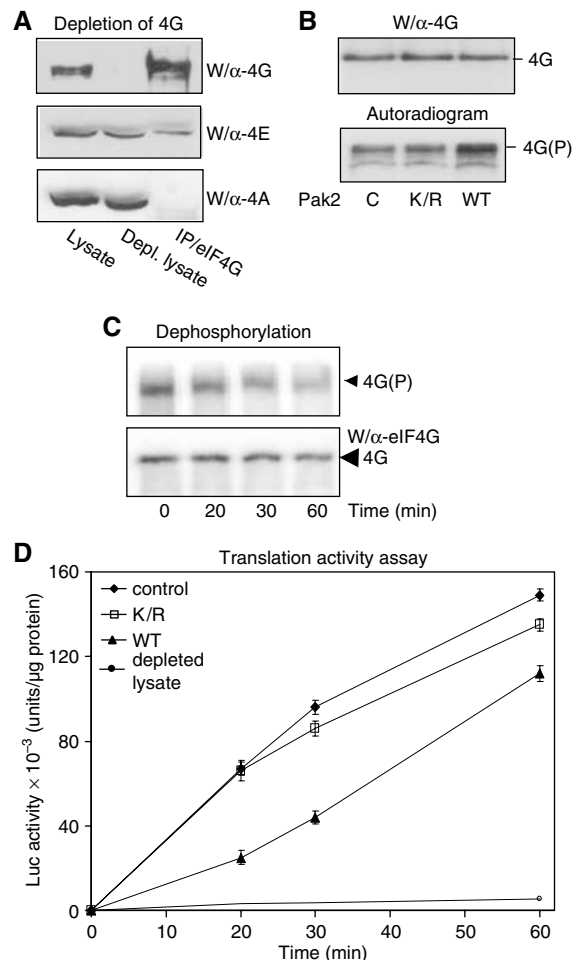 A
Depletion of 4G
W/α-4G
W/α-4E
W/α-4A
Lysate
Depl. lysate
IP/eIF4G
B
W/α-4G
4G
Autoradiogram
4G(P)
Pak2 C K/R WT
C
Dephosphorylation
4G(P)
W/α-eIF4G
4G
0 20 30 60 Time (min)
D
Translation activity assay
Luc activity × 10⁻³ (units/μg protein)
160
120
80
40
0
control
K/R
WT
depleted
lysate
0 10 20 30 40 50 60
Time (min)